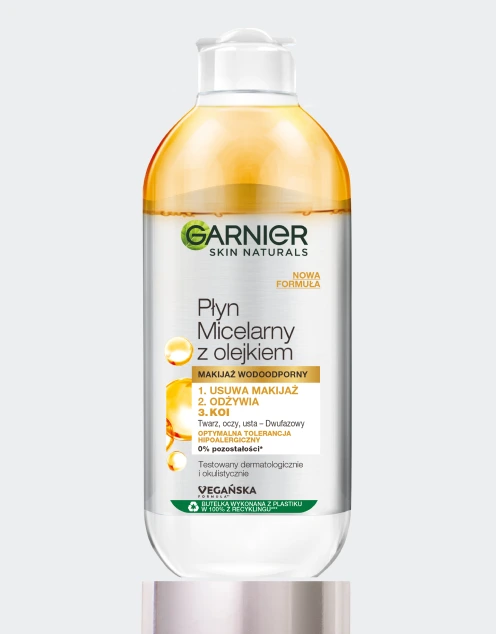 GARNIER
SKIN NATURALS
NOWA
FORMUŁA
Płyn
Micelarny
z olejkiem
MAKIJAŻ WODOODPORNY
1. USUWA MAKIJAŻ
2. ODŻYWIA
3. KOI
Twarz, oczy, usta – Dwufazowy
OPTYMALNA TOLERANCJA
HIPOALERGICZNY
0% pozostałości*
Testowany dermatologicznie
i okulistycznie
VEGAŃSKA
FORMUŁA**
BUTELKA WYKONANA Z PLASTIKU
W 100% Z RECYKLINGU***